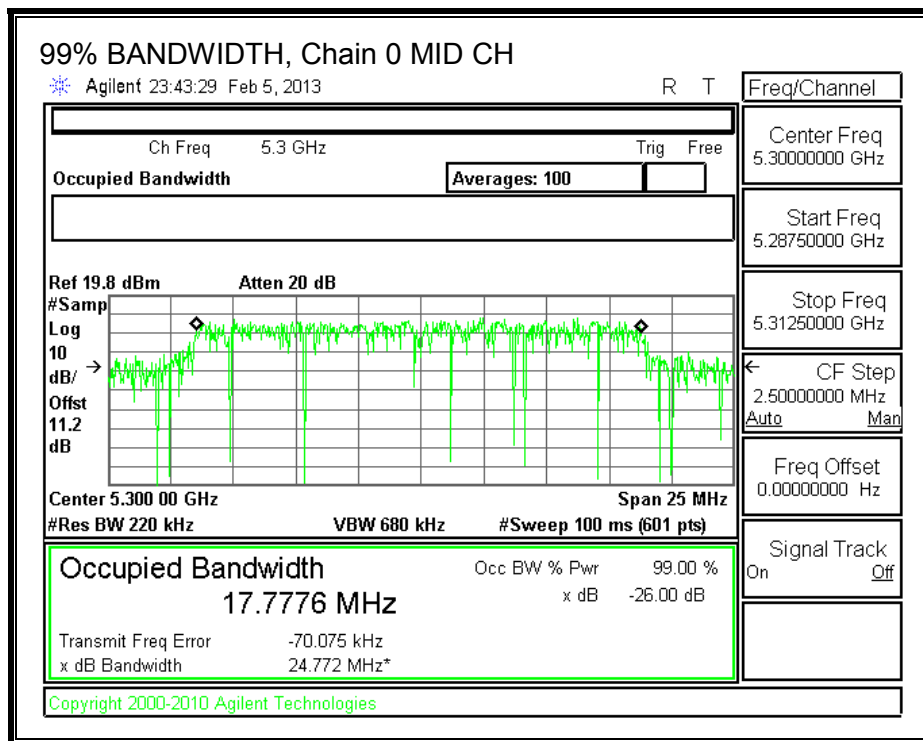 99% BANDWIDTH, Chain 0 MID CH
Agilent 23:43:29 Feb 5, 2013 R T
Freq/Channel
Ch Freq 5.3 GHz Trig Free
Occupied Bandwidth Averages: 100
Center Freq
5.30000000 GHz
Start Freq
5.28750000 GHz
Stop Freq
5.31250000 GHz
CF Step
2.50000000 MHz
Auto Man
Freq Offset
0.00000000 Hz
Signal Track
On Off
Ref 19.8 dBm Atten 20 dB
#Samp
Log
10
dB/
Offst
11.2
dB
Center 5.300 00 GHz Span 25 MHz
#Res BW 220 kHz VBW 680 kHz #Sweep 100 ms (601 pts)
Occupied Bandwidth Occ BW % Pwr 99.00 %
17.7776 MHz x dB -26.00 dB
Transmit Freq Error -70.075 kHz
x dB Bandwidth 24.772 MHz*
Copyright 2000-2010 Agilent Technologies